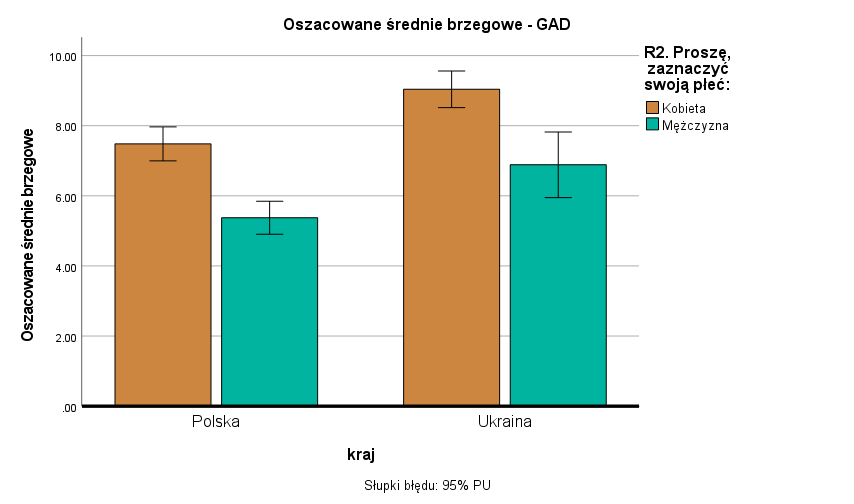 Oszacowane średnie brzegowe - GAD
Oszacowane średnie brzegowe
10.00
8.00
6.00
4.00
2.00
.00
Polska
Ukraina
kraj
Słupki błędu: 95% PU
R2. Proszę,
zaznaczyć
swoją płeć:
Kobieta
Mężczyzna